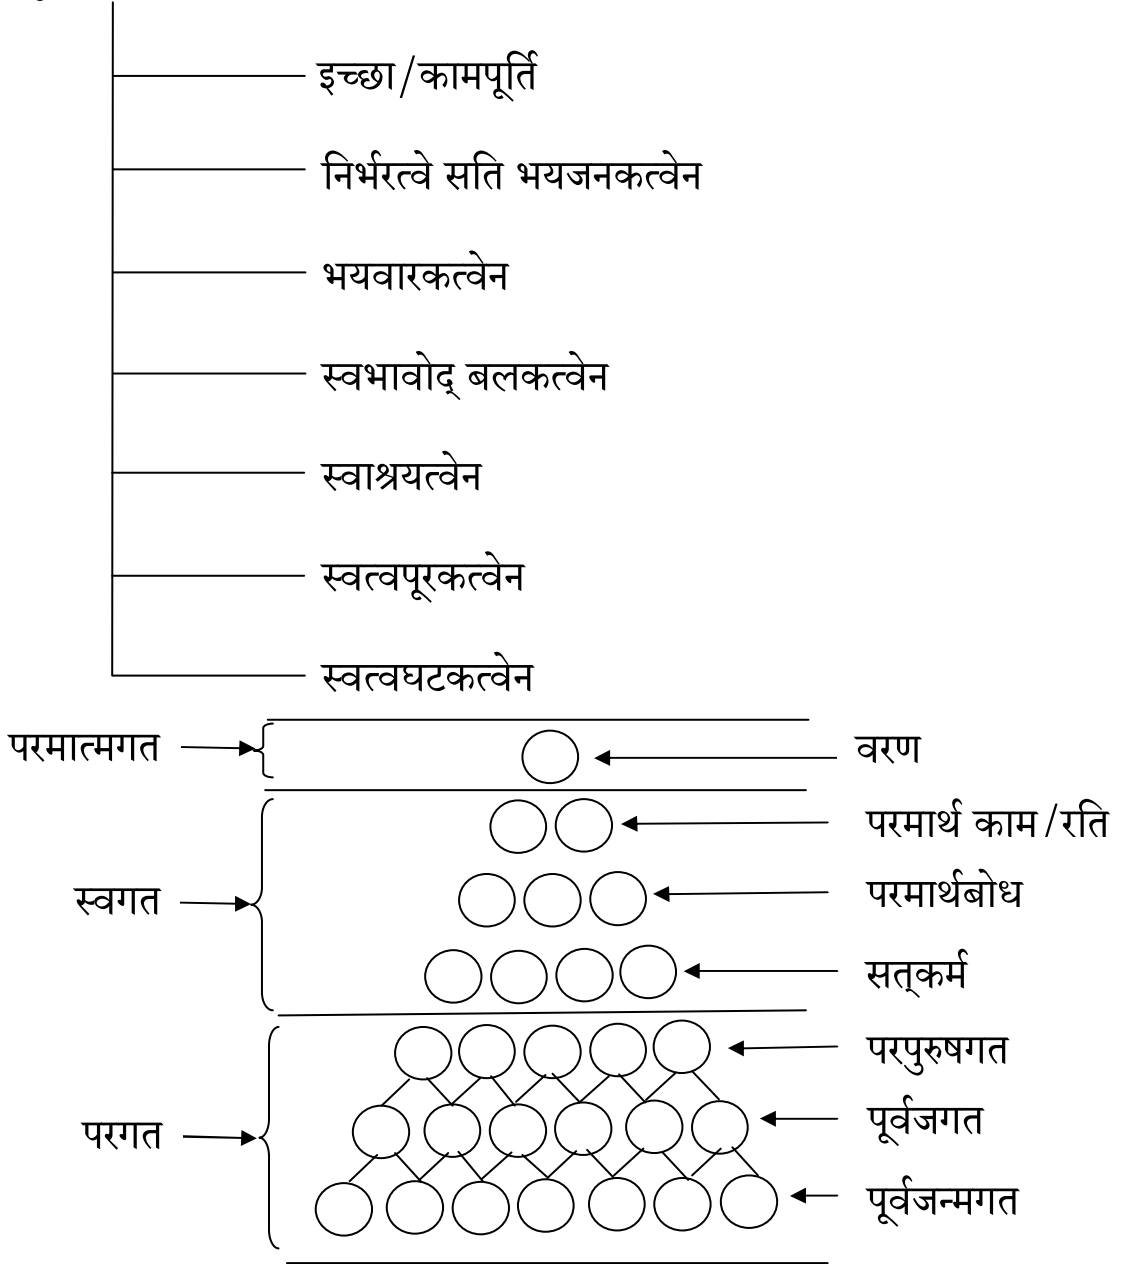 इच्छा/कामपूर्ति
निर्भरत्वे सति भयजनकत्वेन
भयवारकत्वेन
स्वभावोद् बलकत्वेन
स्वाश्रयत्वेन
स्वत्वपूरकत्वेन
स्वत्वघटकत्वेन
परमात्मगत
वरण
परमार्थ काम/रति
परमार्थबोध
स्वगत
सत्‌कर्म
परपुरुषगत
पूर्वजगत
परगत
पूर्वजन्मगत